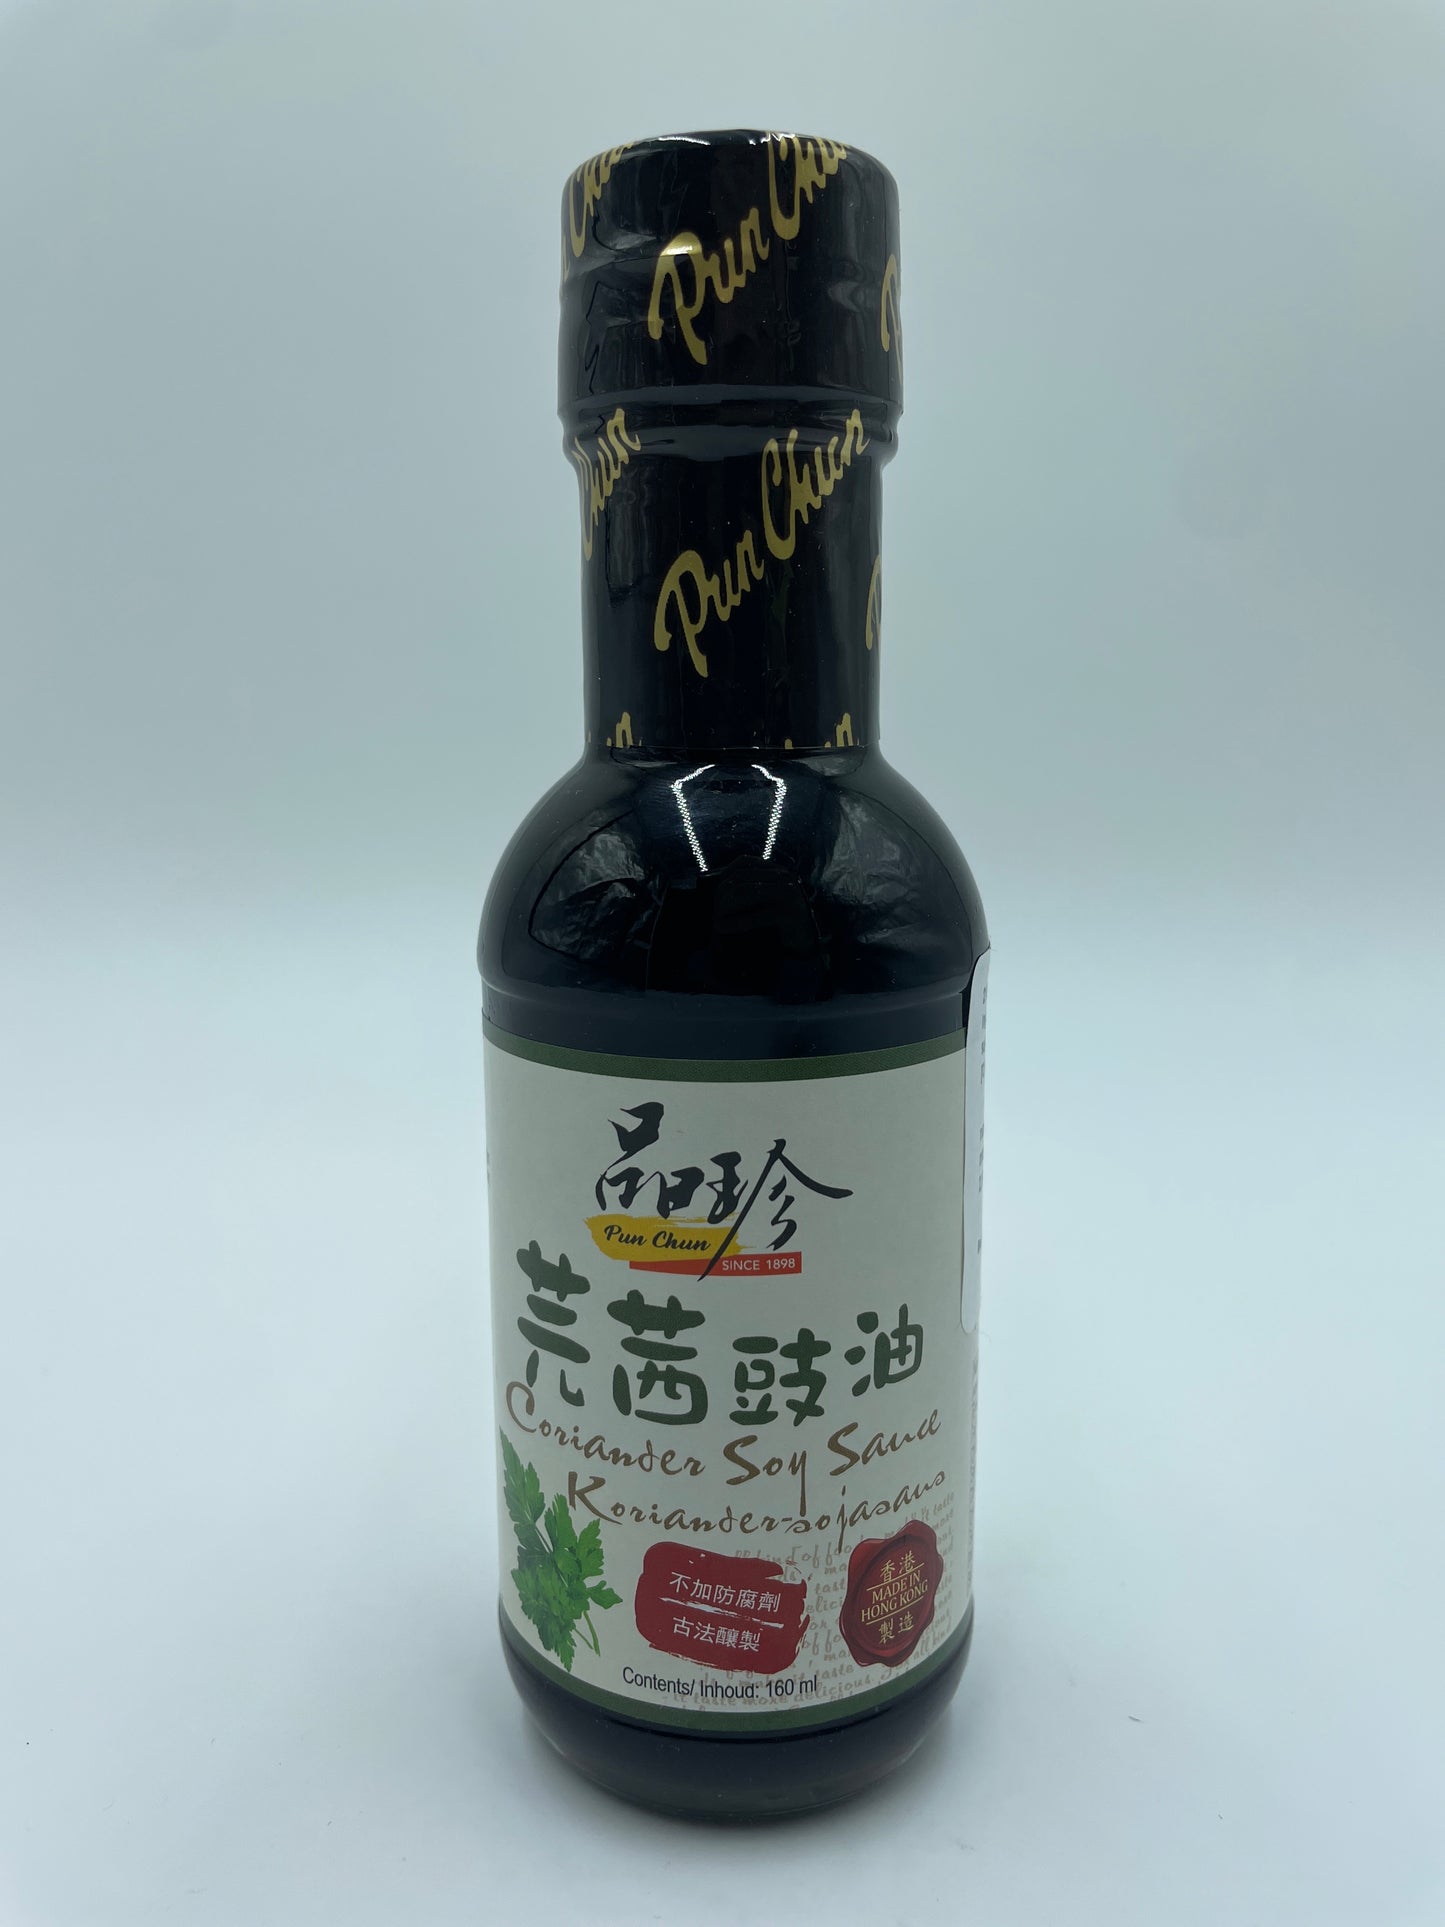 Pun Chun
Pun Chun
Chun
品珍
Pun Chun
SINCE 1898
芫茜豉油
Coriander Soy Sauce
Koriander-sojasaus
不加防腐劑
古法釀製
香港
MADE IN
HONG KONG
製造
Contents/ Inhoud: 160 ml